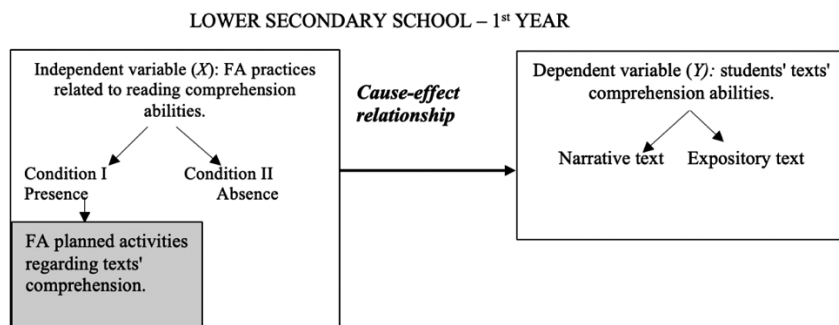 LOWER SECONDARY SCHOOL – 1st YEAR
Independent variable (X): FA practices
related to reading comprehension
abilities.
Condition I
Presence
Condition II
Absence
FA planned activities
regarding texts'
comprehension.
Cause-effect
relationship
Dependent variable (Y): students' texts'
comprehension abilities.
Narrative text
Expository text